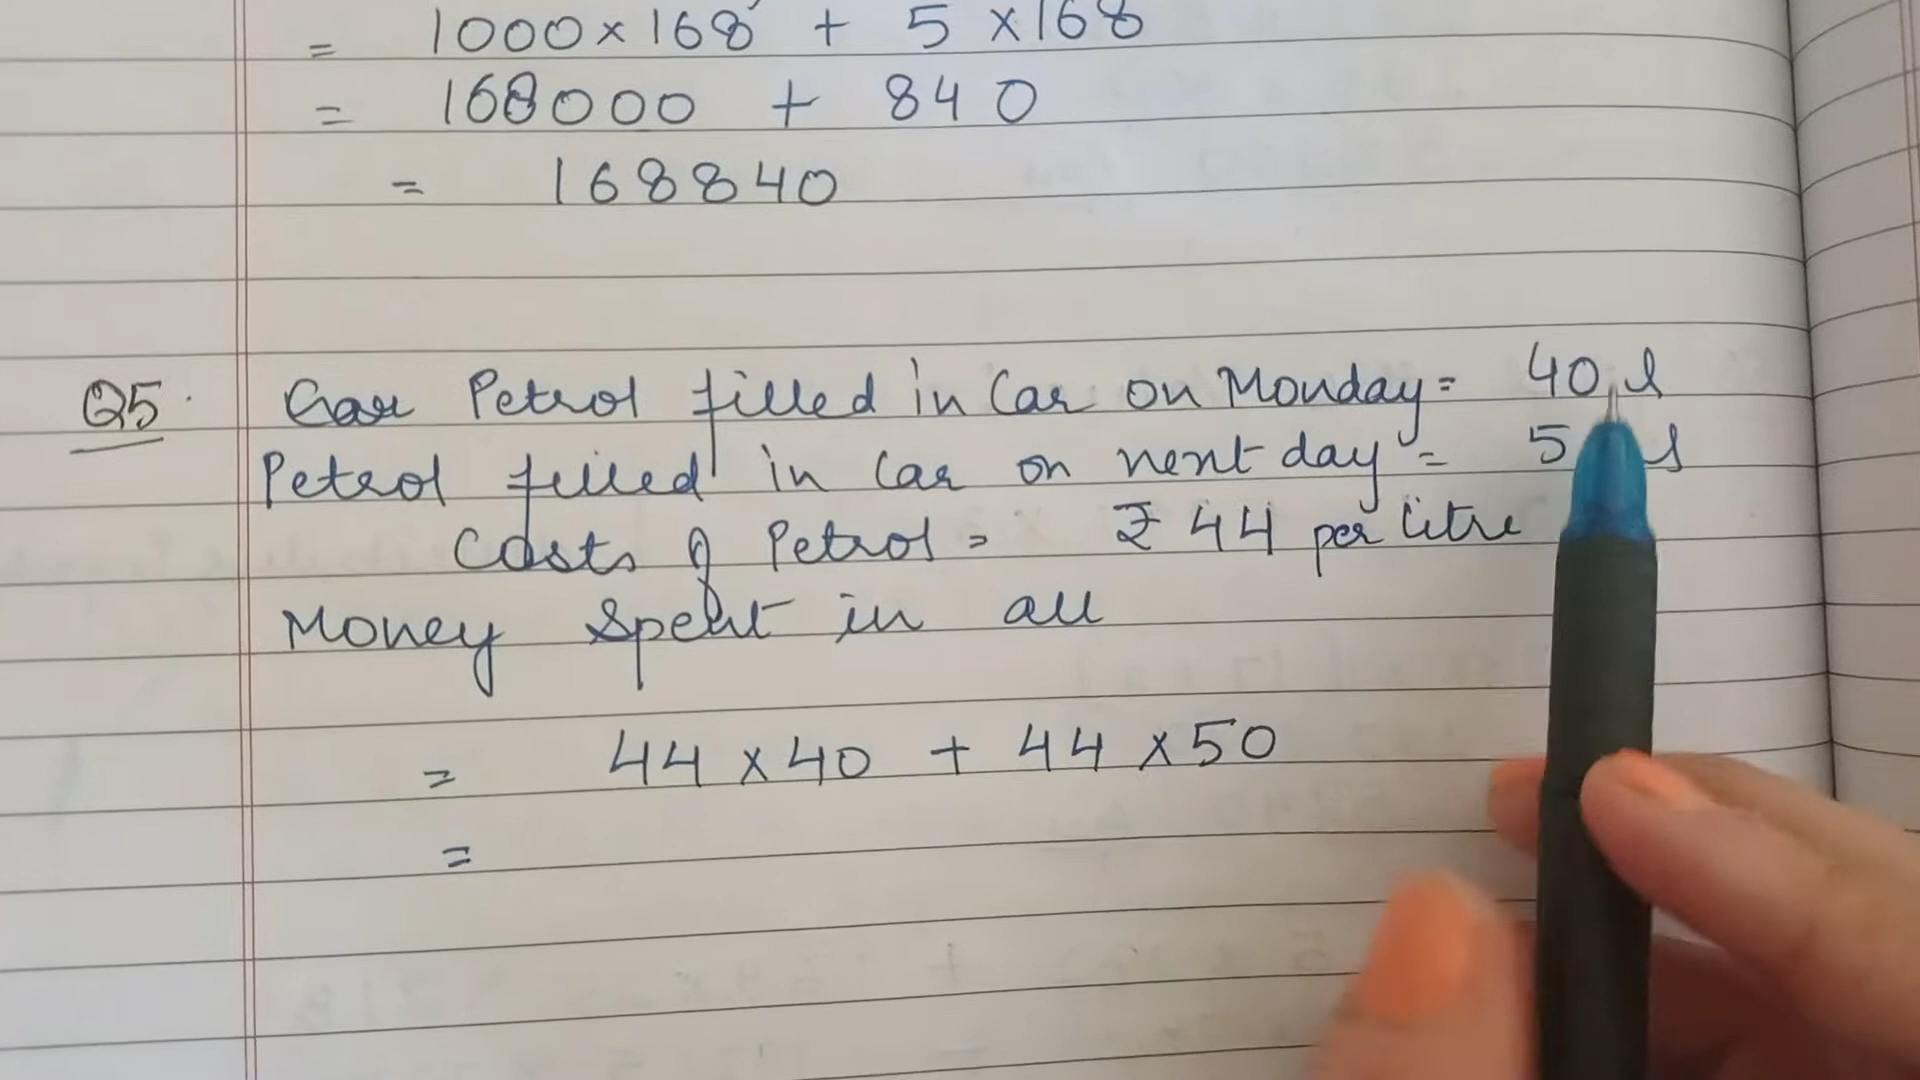 = 1000 × 168 + 5 × 168
= 168000 + 840
= 168840
Q5. Petrol filled in Car on Monday = 40 l
Petrol filled in Car on next day = 5 l
Costs of Petrol = ₹ 44 per litre
Money Spent in all
= 44 × 40 + 44 × 50
=